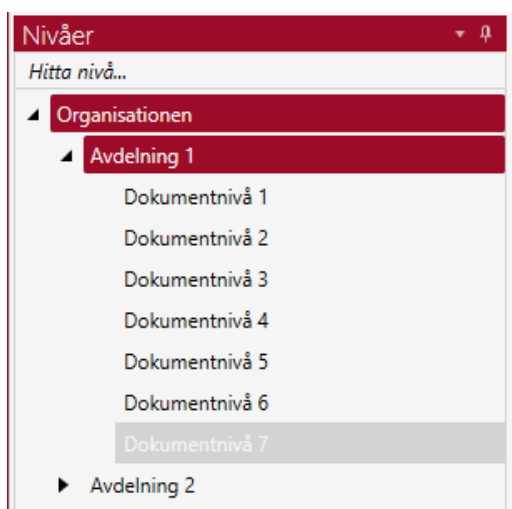 Nivåer
Hitta nivå...
Organisationen
Avdelning 1
Dokumentnivå 1
Dokumentnivå 2
Dokumentnivå 3
Dokumentnivå 4
Dokumentnivå 5
Dokumentnivå 6
Dokumentnivå 7
Avdelning 2